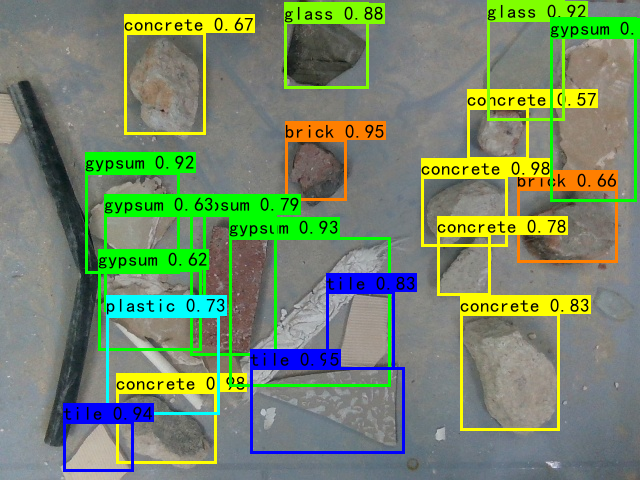 glass 0.92
glass 0.88
concrete 0.67
gypsum 0.
concrete 0.57
brick 0.95
gypsum 0.92
concrete 0.98
brick 0.66
gypsum 0.63
sum 0.79
gypsum 0.93
concrete 0.78
gypsum 0.62
tile 0.83
plastic 0.73
concrete 0.83
tile 0.95
concrete 0.98
tile 0.94